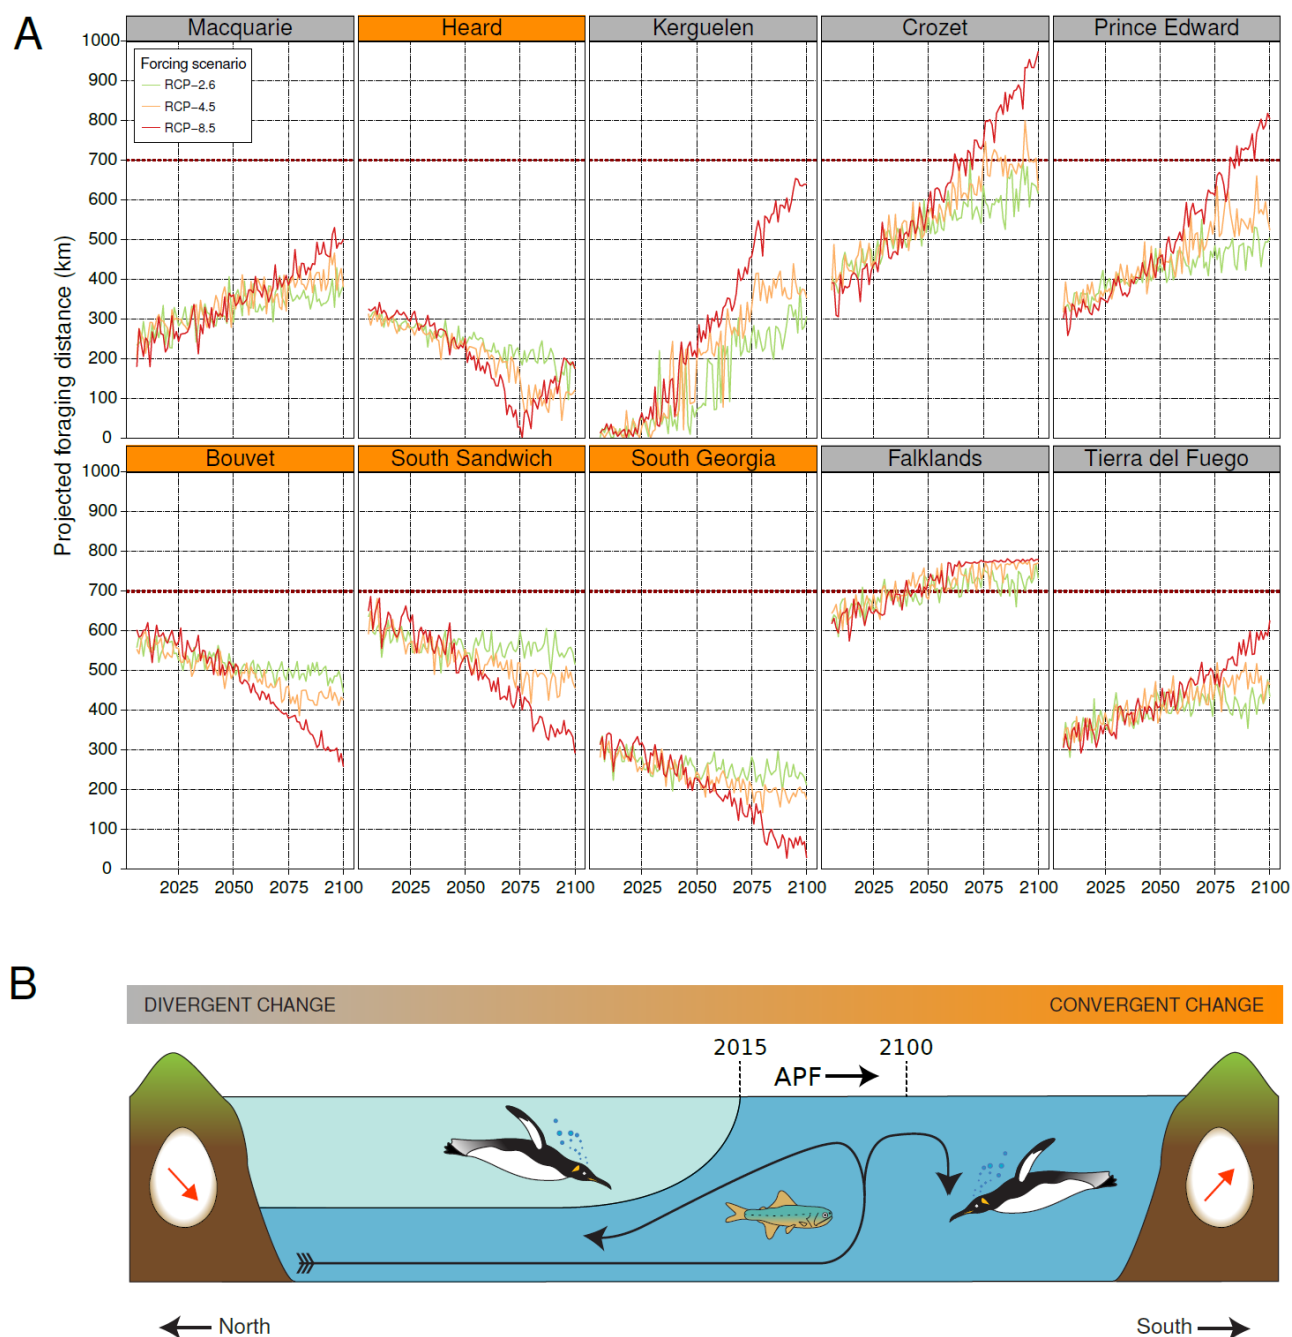 A
Macquarie Heard Kerguelen Crozet Prince Edward
Projected foraging distance (km)
1000
900
800
700
600
500
400
300
200
100
0
Forcing scenario
RCP−2.6
RCP−4.5
RCP−8.5
Bouvet South Sandwich South Georgia Falklands Tierra del Fuego
1000
900
800
700
600
500
400
300
200
100
0
2025 2050 2075 2100 2025 2050 2075 2100 2025 2050 2075 2100 2025 2050 2075 2100 2025 2050 2075 2100
B
DIVERGENT CHANGE CONVERGENT CHANGE
2015 2100
APF
North South